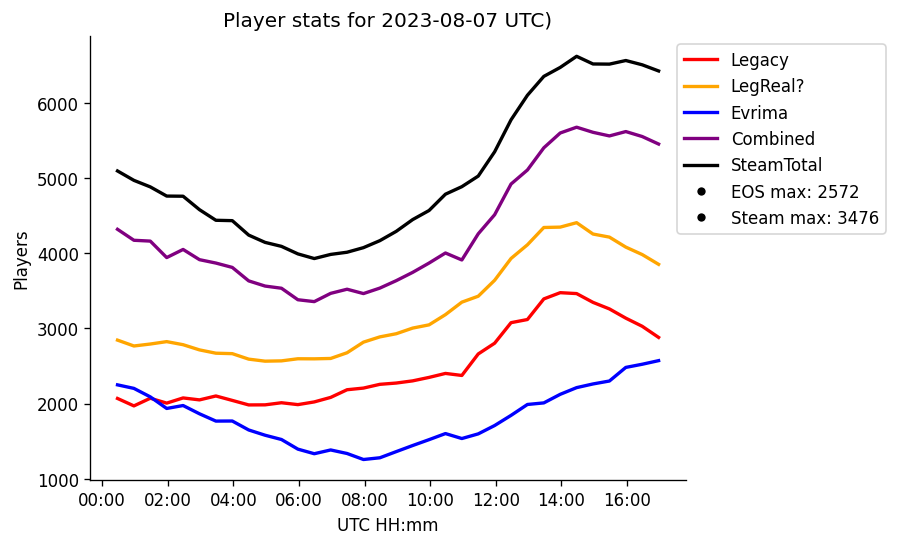 Player stats for 2023-08-07 UTC)
Legacy
LegReal?
Evrima
Combined
SteamTotal
EOS max: 2572
Steam max: 3476
Players
6000
5000
4000
3000
2000
1000
00:00 02:00 04:00 06:00 08:00 10:00 12:00 14:00 16:00
UTC HH:mm